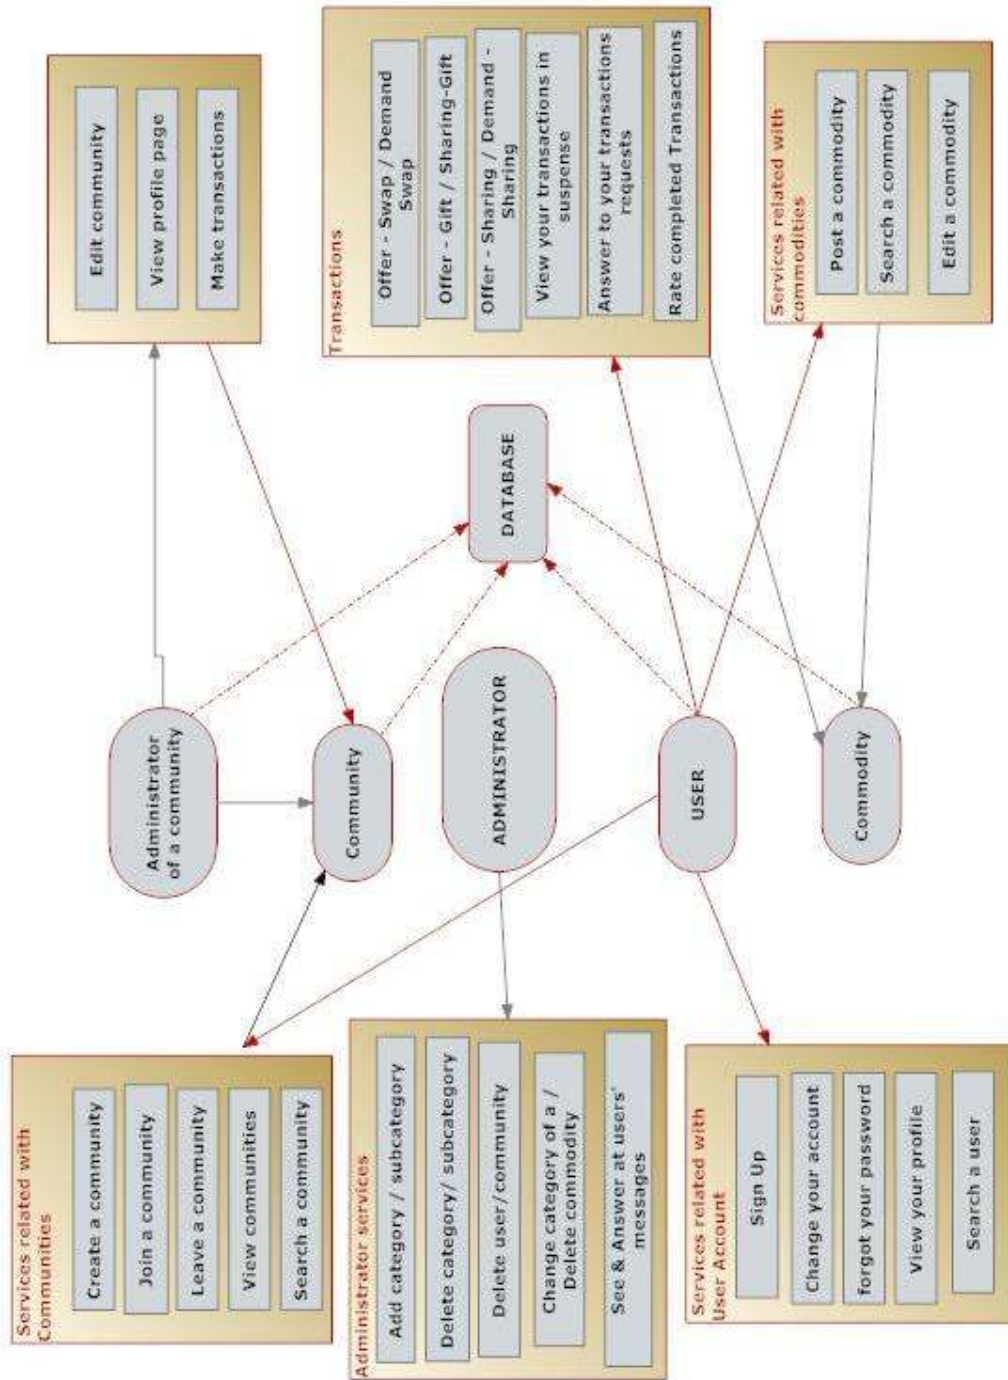 Services related with
Communities
Create a community
Join a community
Leave a community
View communities
Search a community
Administrator services
Add category / subcategory
Delete category/ subcategory
Delete user/community
Change category of a /
Delete commodity
See & Answer at users'
messages
Services related with
User Account
Sign Up
Change your account
forgot your password
View your profile
Search a user
Administrator
of a community
Community
ADMINISTRATOR
USER
Commodity
DATABASE
Edit community
View profile page
Make transactions
Transactions
Offer - Swap / Demand
Swap
Offer - Gift / Sharing-Gift
Offer - Sharing / Demand -
Sharing
View your transactions in
suspense
Answer to your transactions
requests
Rate completed Transactions
Services related with
commodities
Post a commodity
Search a commodity
Edit a commodity